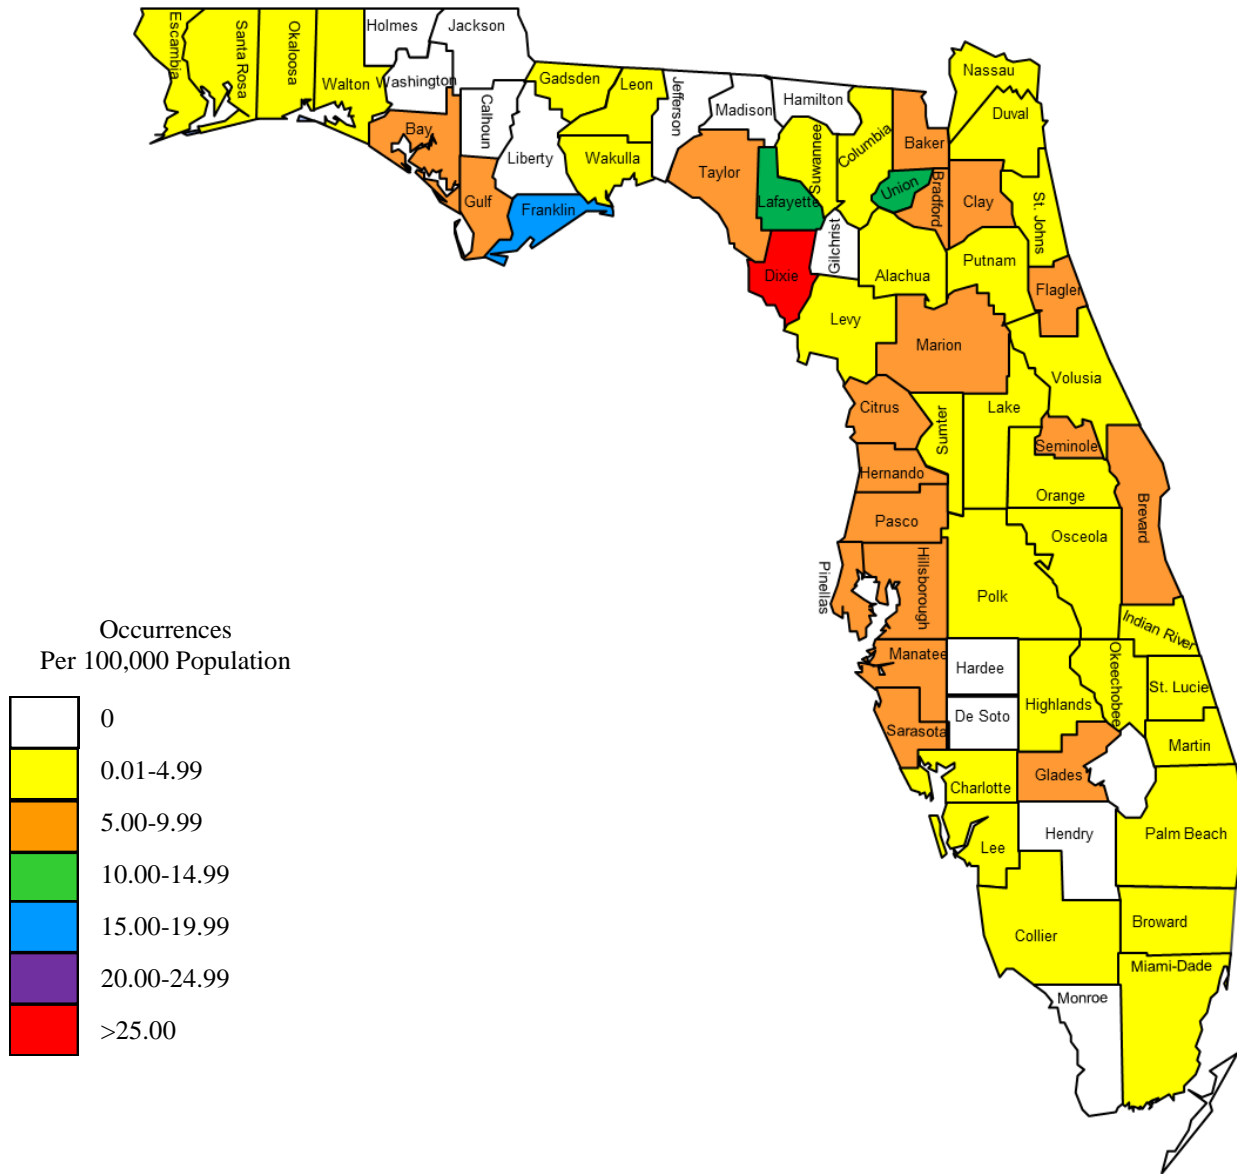 Escambia
Santa Rosa
Okaloosa
Walton
Holmes
Jackson
Washington
Bay
Calhoun
Gulf
Liberty
Franklin
Gadsden
Leon
Wakulla
Jefferson
Madison
Taylor
Hamilton
Suwannee
Lafayette
Dixie
Columbia
Gilchrist
Baker
Union
Bradford
Nassau
Duval
Clay
St. Johns
Alachua
Putnam
Flagler
Levy
Marion
Volusia
Citrus
Sumter
Lake
Seminole
Hernando
Orange
Brevard
Pasco
Osceola
Pinellas
Hillsborough
Polk
Indian River
Manatee
Hardee
Okeechobee
St. Lucie
Highlands
De Soto
Sarasota
Martin
Charlotte
Glades
Lee
Hendry
Palm Beach
Collier
Broward
Miami-Dade
Monroe
Occurrences
Per 100,000 Population
0
0.01-4.99
5.00-9.99
10.00-14.99
15.00-19.99
20.00-24.99
>25.00